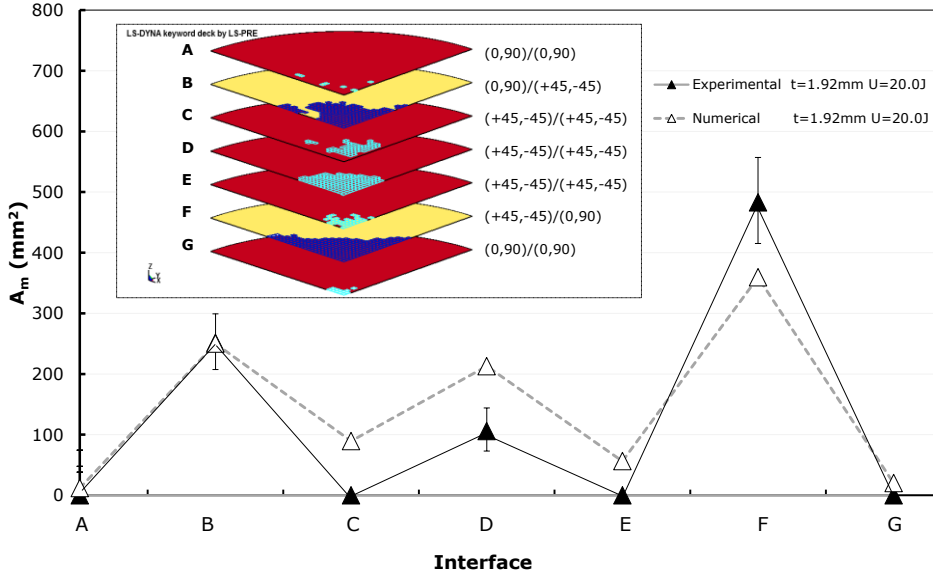 800
700
600
500
400
300
200
100
0
A_m (mm²)
LS-DYNA keyword deck by LS-PRE
A (0,90)/(0,90)
B (0,90)/(+45,-45)
C (+45,-45)/(+45,-45)
D (+45,-45)/(+45,-45)
E (+45,-45)/(+45,-45)
F (+45,-45)/(0,90)
G (0,90)/(0,90)
Z
Y
X
Experimental t=1.92mm U=20.0J
Numerical t=1.92mm U=20.0J
A B C D E F G
Interface